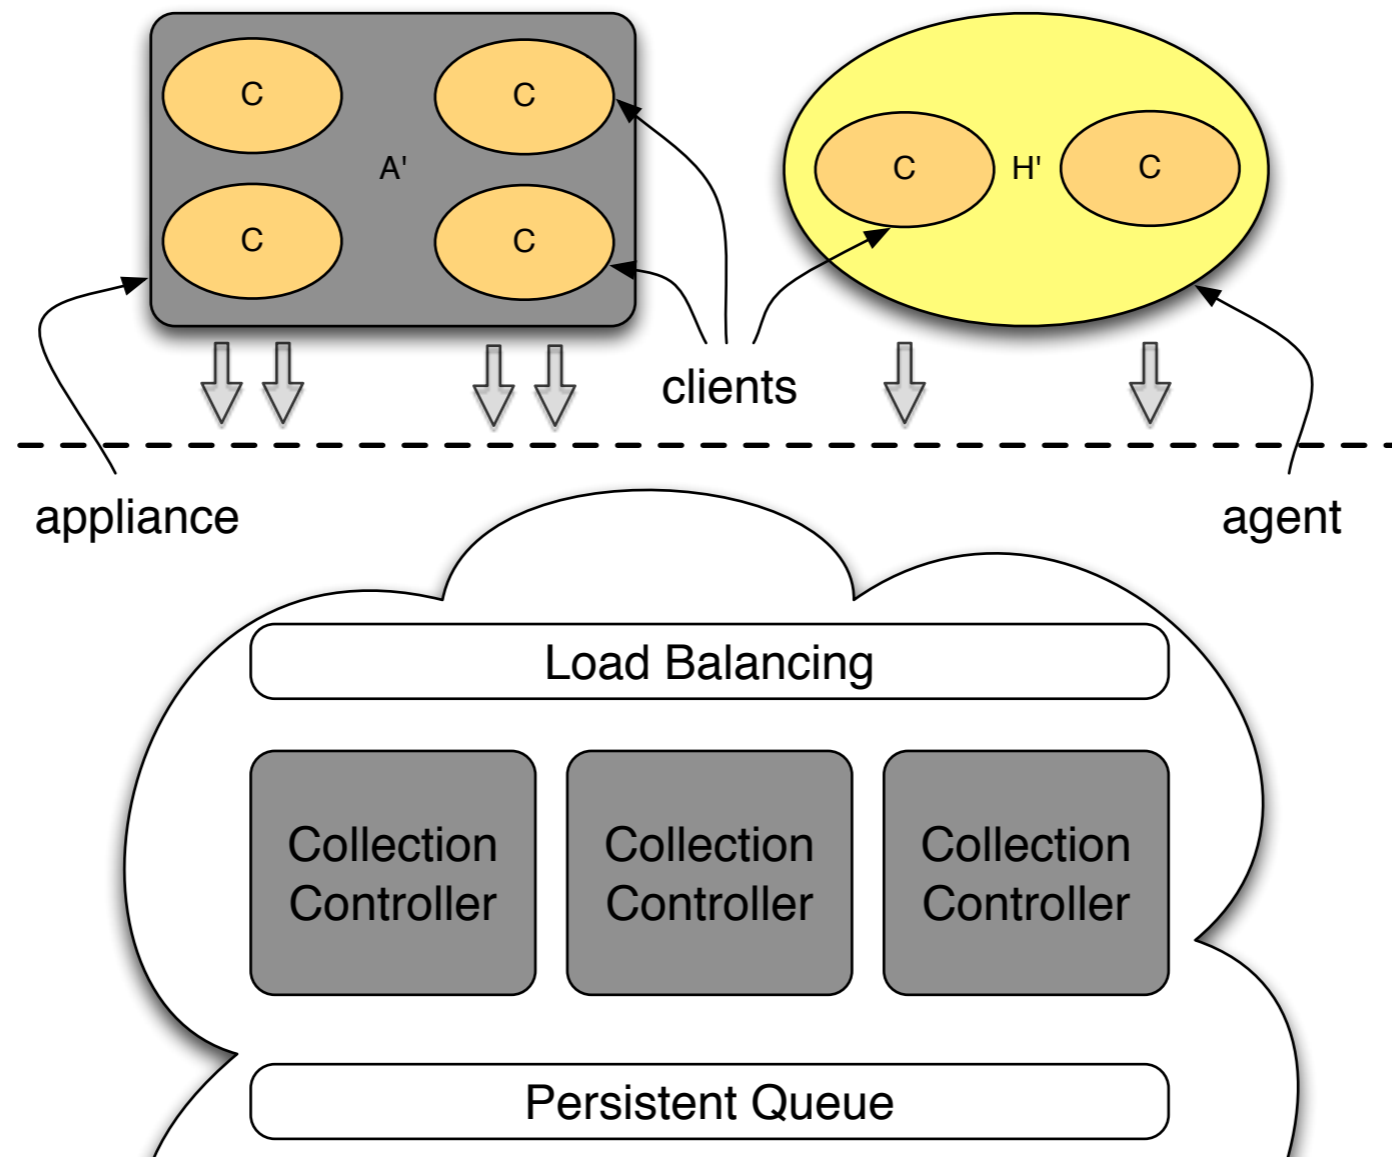 C
C
A'
C
C
C
H'
C
clients
appliance
agent
Load Balancing
Collection
Controller
Collection
Controller
Collection
Controller
Persistent Queue